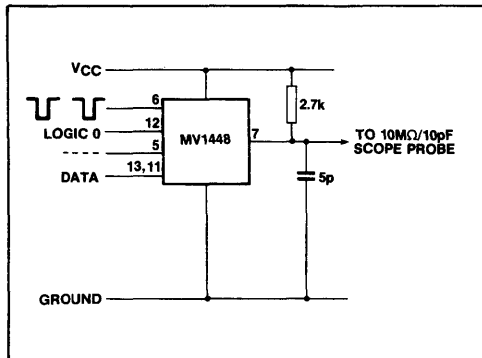 VCC
6
2.7k
LOGIC 0
12
MV1448
7
TO 10MΩ/10pF
SCOPE PROBE
5
13, 11
DATA
5p
GROUND